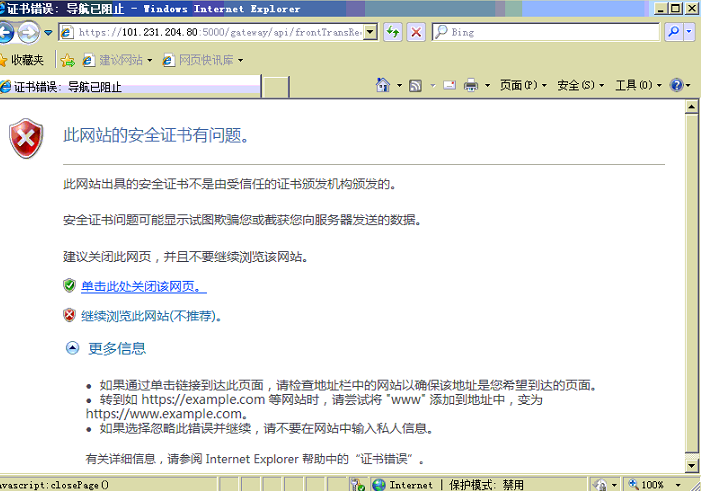 证书错误: 导航已阻止 - Windows Internet Explorer
https://101.231.204.80:5000/gateway/api/frontTransRe
Bing
收藏夹
建议网站
网页快讯库
证书错误: 导航已阻止
页面(P)
安全(S)
工具(O)
此网站的安全证书有问题。
此网站出具的安全证书不是由受信任的证书颁发机构颁发的。
安全证书问题可能显示试图欺骗您或截获您向服务器发送的数据。
建议关闭此网页，并且不要继续浏览该网站。
单击此处关闭该网页。
继续浏览此网站(不推荐)。
更多信息
如果通过单击链接到达此页面，请检查地址栏中的网站以确保该地址是您希望到达的页面。
转到如 https://example.com 等网站时，请尝试将 "www" 添加到地址中，变为
https://www.example.com。
如果选择忽略此错误并继续，请不要在网站中输入私人信息。
有关详细信息，请参阅 Internet Explorer 帮助中的“证书错误”。
avascript:closePage()
Internet | 保护模式: 禁用
100%